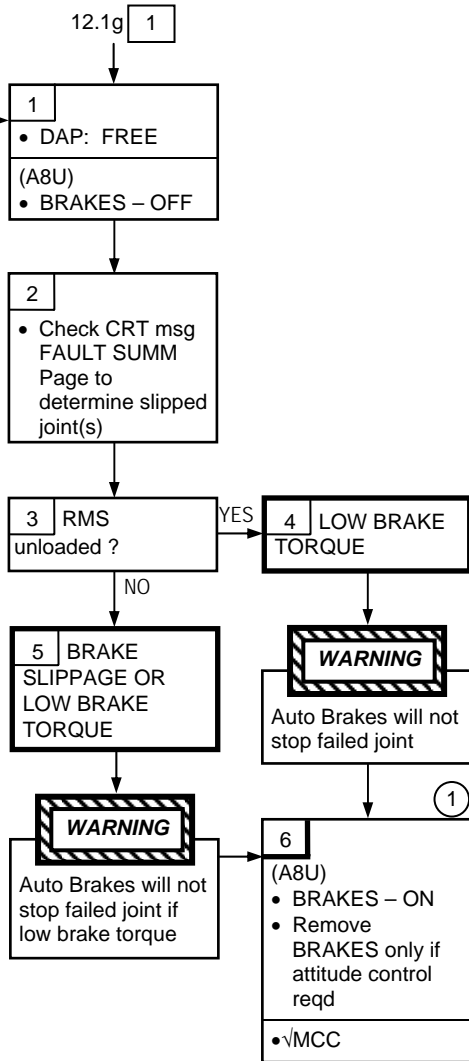 12.1g 1
1
• DAP: FREE
(A8U)
• BRAKES – OFF
2
• Check CRT msg
FAULT SUMM
Page to
determine slipped
joint(s)
3 RMS
unloaded ?
YES
NO
4 LOW BRAKE
TORQUE
WARNING
Auto Brakes will not
stop failed joint
5 BRAKE
SLIPPAGE OR
LOW BRAKE
TORQUE
WARNING
Auto Brakes will not
stop failed joint if
low brake torque
1
6
(A8U)
• BRAKES – ON
• Remove
BRAKES only if
attitude control
reqd
•√MCC